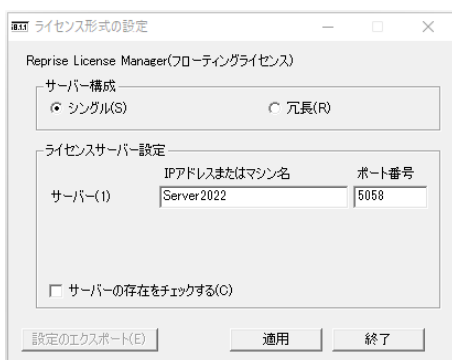 ライセンス形式の設定
Reprise License Manager(フローティングライセンス)
サーバー構成
シングル(S) 冗長(R)
ライセンスサーバー設定
IPアドレスまたはマシン名 ポート番号
サーバー(1) Server2022 5058
サーバーの存在をチェックする(C)
設定のエクスポート(E) 適用 終了